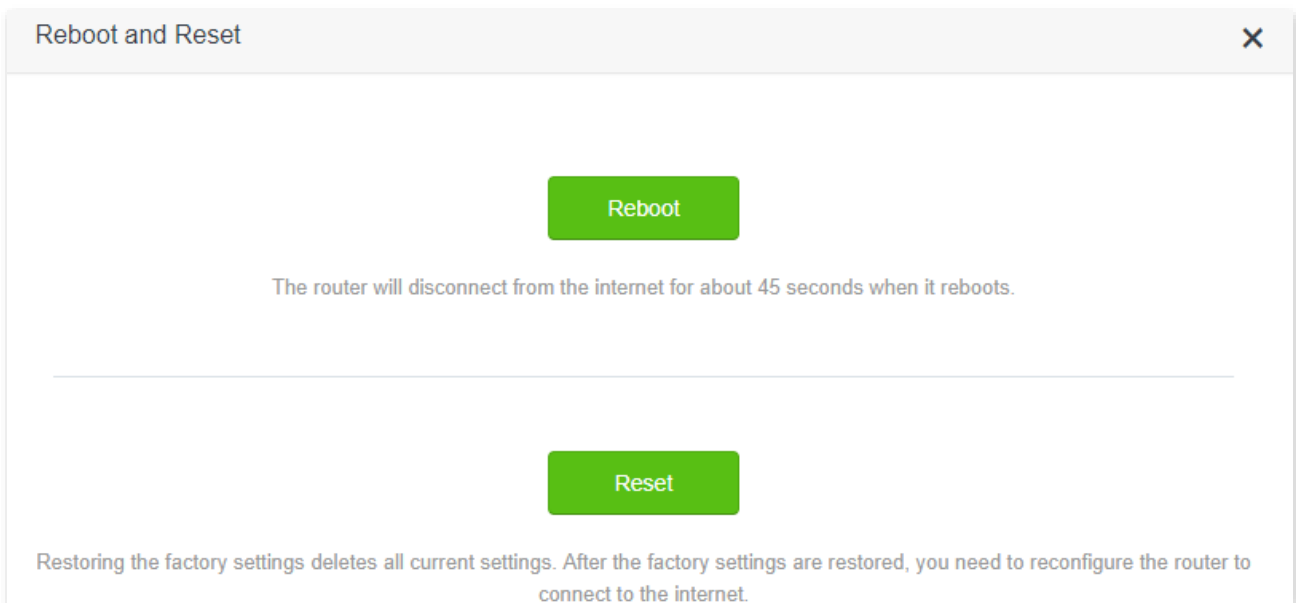 Reboot and Reset
Reboot
The router will disconnect from the internet for about 45 seconds when it reboots.
Reset
Restoring the factory settings deletes all current settings. After the factory settings are restored, you need to reconfigure the router to
connect to the internet.